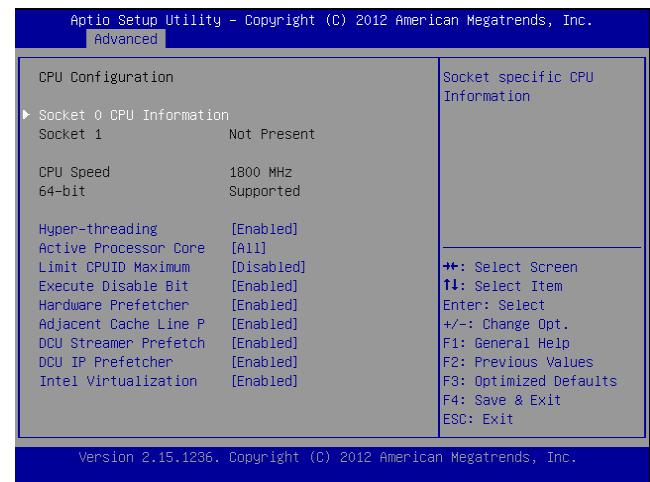 Aptio Setup Utility – Copyright (C) 2012 American Megatrends, Inc.
Advanced
CPU Configuration
Socket specific CPU
Information
Socket 0 CPU Information
Socket 1 Not Present
CPU Speed 1800 MHz
64-bit Supported
Hyper-threading [Enabled]
Active Processor Core [All]
Limit CPUID Maximum [Disabled]
Execute Disable Bit [Enabled]
Hardware Prefetcher [Enabled]
Adjacent Cache Line P [Enabled]
DCU Streamer Prefetch [Enabled]
DCU IP Prefetcher [Enabled]
Intel Virtualization [Enabled]
→←: Select Screen
↑↓: Select Item
Enter: Select
+/-: Change Opt.
F1: General Help
F2: Previous Values
F3: Optimized Defaults
F4: Save & Exit
ESC: Exit
Version 2.15.1236. Copyright (C) 2012 American Megatrends, Inc.